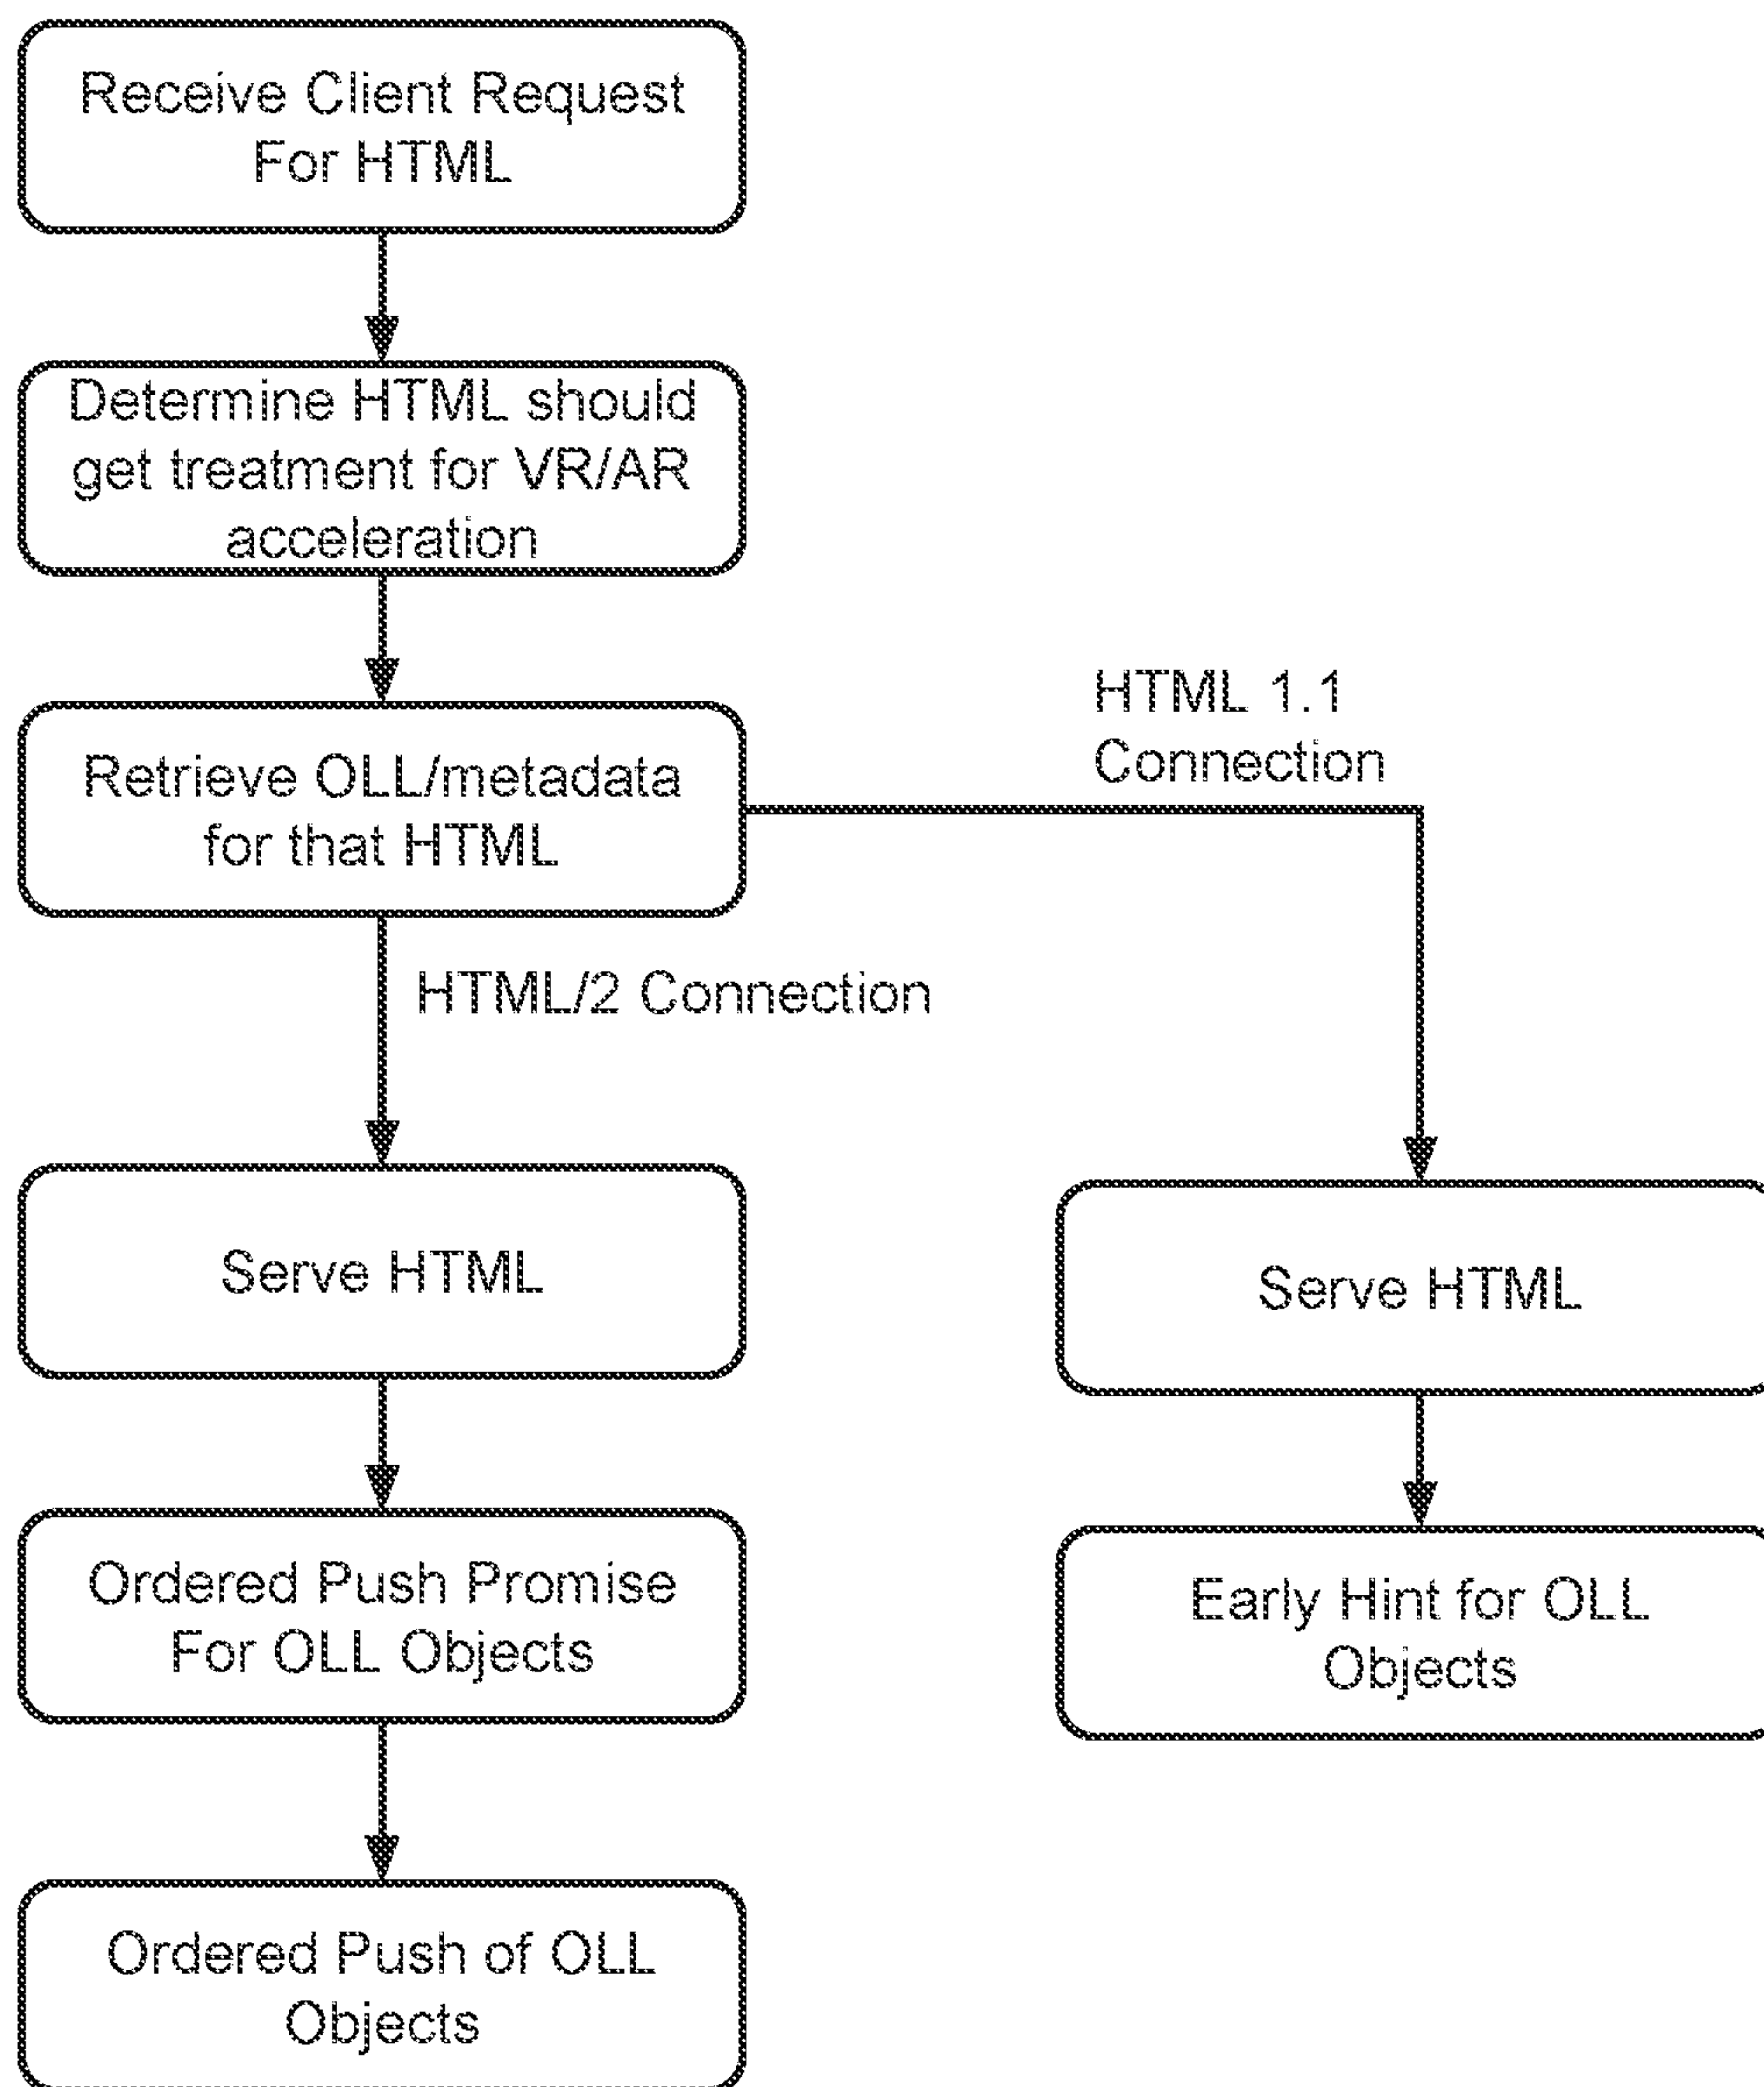 Receive Client Request
For HTML
Determine HTML should
get treatment for VR/AR
acceleration
Retrieve OLL/metadata
for that HTML
HTML 1.1
Connection
HTML/2 Connection
Serve HTML
Serve HTML
Ordered Push Promise
For OLL Objects
Early Hint for OLL
Objects
Ordered Push of OLL
Objects